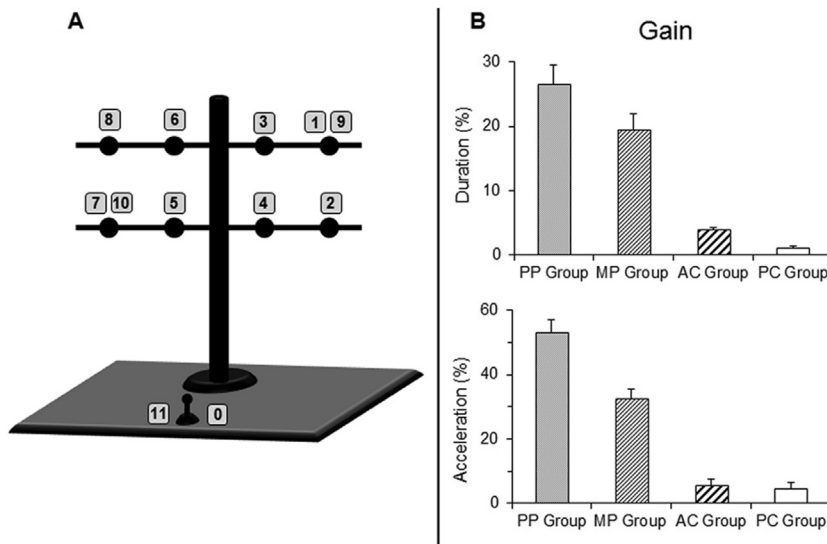 A
8 6 3 1 9
7 10 5 4 2
11 0
B
Gain
Duration (%)
30
20
10
0
PP Group MP Group AC Group PC Group
Acceleration (%)
60
40
20
0
PP Group MP Group AC Group PC Group